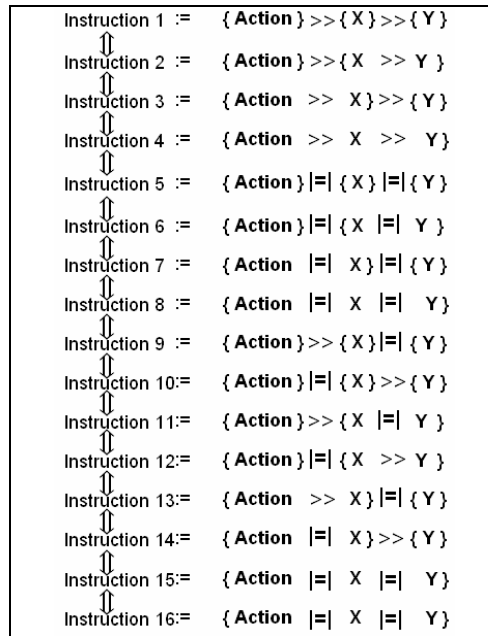 Instruction 1 := { Action } >> { X } >> { Y }
⇕
Instruction 2 := { Action } >> { X >> Y }
⇕
Instruction 3 := { Action >> X } >> { Y }
⇕
Instruction 4 := { Action >> X >> Y }
⇕
Instruction 5 := { Action } |=| { X } |=| { Y }
⇕
Instruction 6 := { Action } |=| { X |=| Y }
⇕
Instruction 7 := { Action |=| X } |=| { Y }
⇕
Instruction 8 := { Action |=| X |=| Y }
⇕
Instruction 9 := { Action } >> { X } |=| { Y }
⇕
Instruction 10:= { Action } |=| { X } >> { Y }
⇕
Instruction 11:= { Action } >> { X |=| Y }
⇕
Instruction 12:= { Action } |=| { X >> Y }
⇕
Instruction 13:= { Action >> X } |=| { Y }
⇕
Instruction 14:= { Action |=| X } >> { Y }
⇕
Instruction 15:= { Action |=| X |=| Y }
⇕
Instruction 16:= { Action |=| X |=| Y }